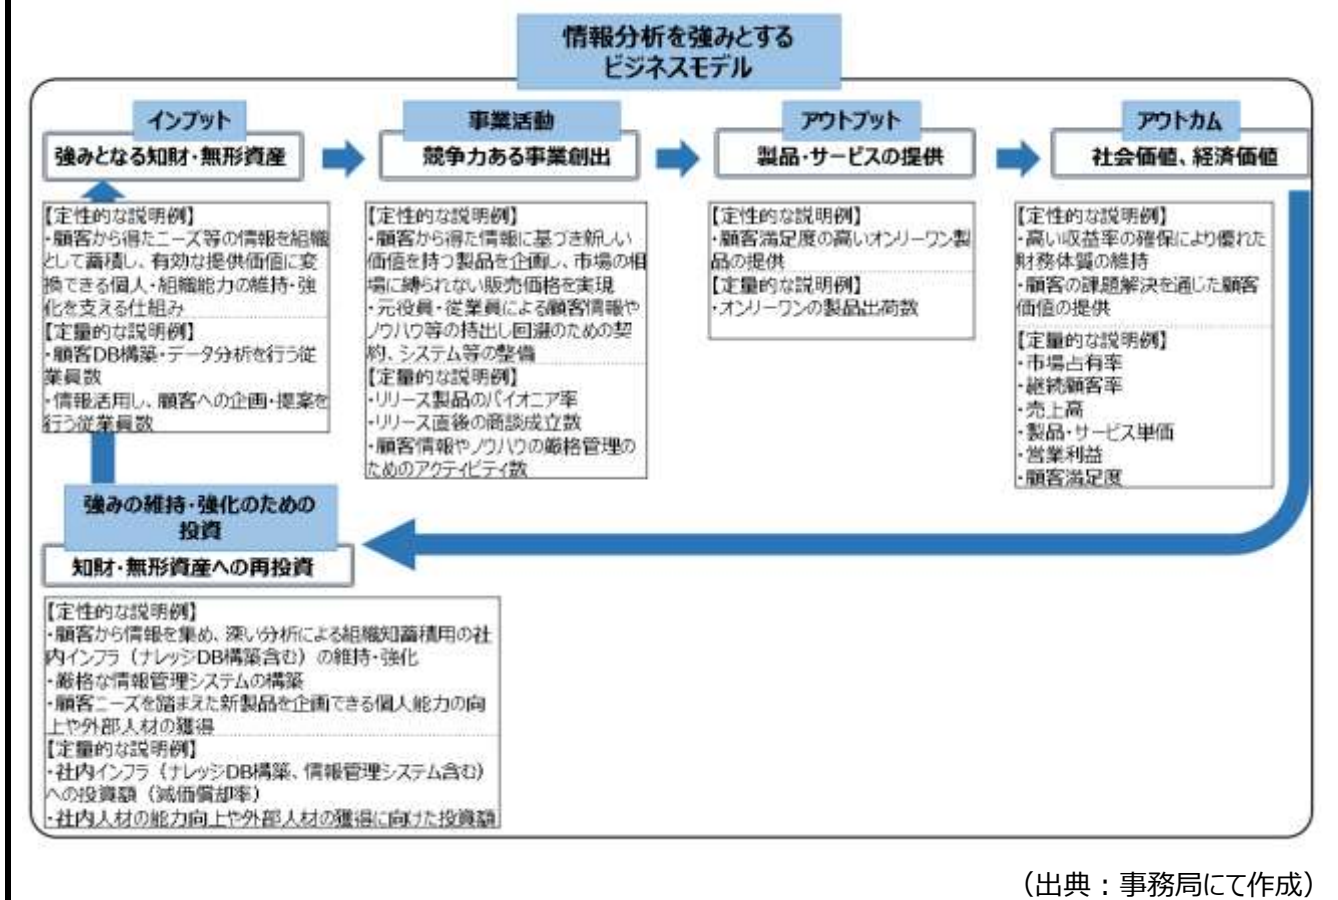 情報分析を強みとする
ビジネスモデル
インプット
強みとなる知財・無形資産
【定性的な説明例】
・顧客から得たニーズ等の情報を組織
として蓄積し、有効な提供価値に変
換できる個人・組織能力の維持・強
化を支える仕組み
【定量的な説明例】
・顧客DB構築・データ分析を行う従
業員数
・情報活用し、顧客への企画・提案を
行う従業員数
事業活動
競争力ある事業創出
【定性的な説明例】
・顧客から得た情報に基づき新しい
価値を持つ製品を企画し、市場の相
場に縛られない販売価格を実現
・元役員・従業員による顧客情報や
ノウハウ等の持出し回避のための契
約、システム等の整備
【定量的な説明例】
・リリース製品のパイオニア率
・リリース直後の商談成立数
・顧客情報やノウハウの厳格管理の
ためのアクティビティ数
アウトプット
製品・サービスの提供
【定性的な説明例】
・顧客満足度の高いオンリーワン製
品の提供
【定量的な説明例】
・オンリーワンの製品出荷数
アウトカム
社会価値、経済価値
【定性的な説明例】
・高い収益率の確保により優れた
財務体質の維持
・顧客の課題解決を通じた顧客
価値の提供
【定量的な説明例】
・市場占有率
・継続顧客率
・売上高
・製品・サービス単価
・営業利益
・顧客満足度
強みの維持・強化のための
投資
知財・無形資産への再投資
【定性的な説明例】
・顧客から情報を集め、深い分析による組織知蓄積用の社
内インフラ（ナレッジDB構築含む）の維持・強化
・厳格な情報管理システムの構築
・顧客ニーズを踏まえた新製品を企画できる個人能力の向
上や外部人材の獲得
【定量的な説明例】
・社内インフラ（ナレッジDB構築、情報管理システム含む）
への投資額（減価償却率）
・社内人材の能力向上や外部人材の獲得に向けた投資額
（出典：事務局にて作成）